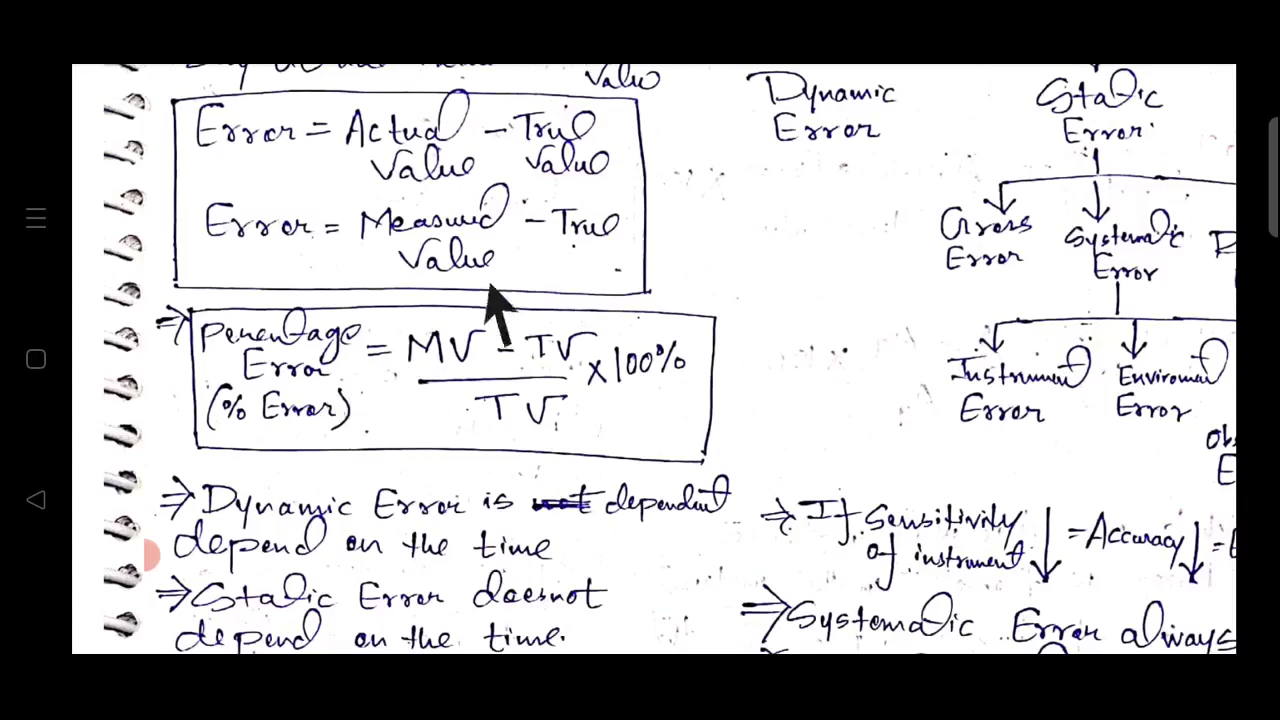 Value
Error = Actual - True
Value Value
Error = Measured - True
Value
⇒ Percentage
Error = MV - TV / TV × 100%
(% Error)
⇒ Dynamic Error is not dependent
depend on the time
⇒ Static Error doesnot
depend on the time.
Dynamic
Error
Static
Error
Gross
Error
Systematic
Error
Instrument
Error
Enviroment
Error
⇒ If Sensitivity
of instrument ↓ = Accuracy ↓ =
⇒ Systematic Error always